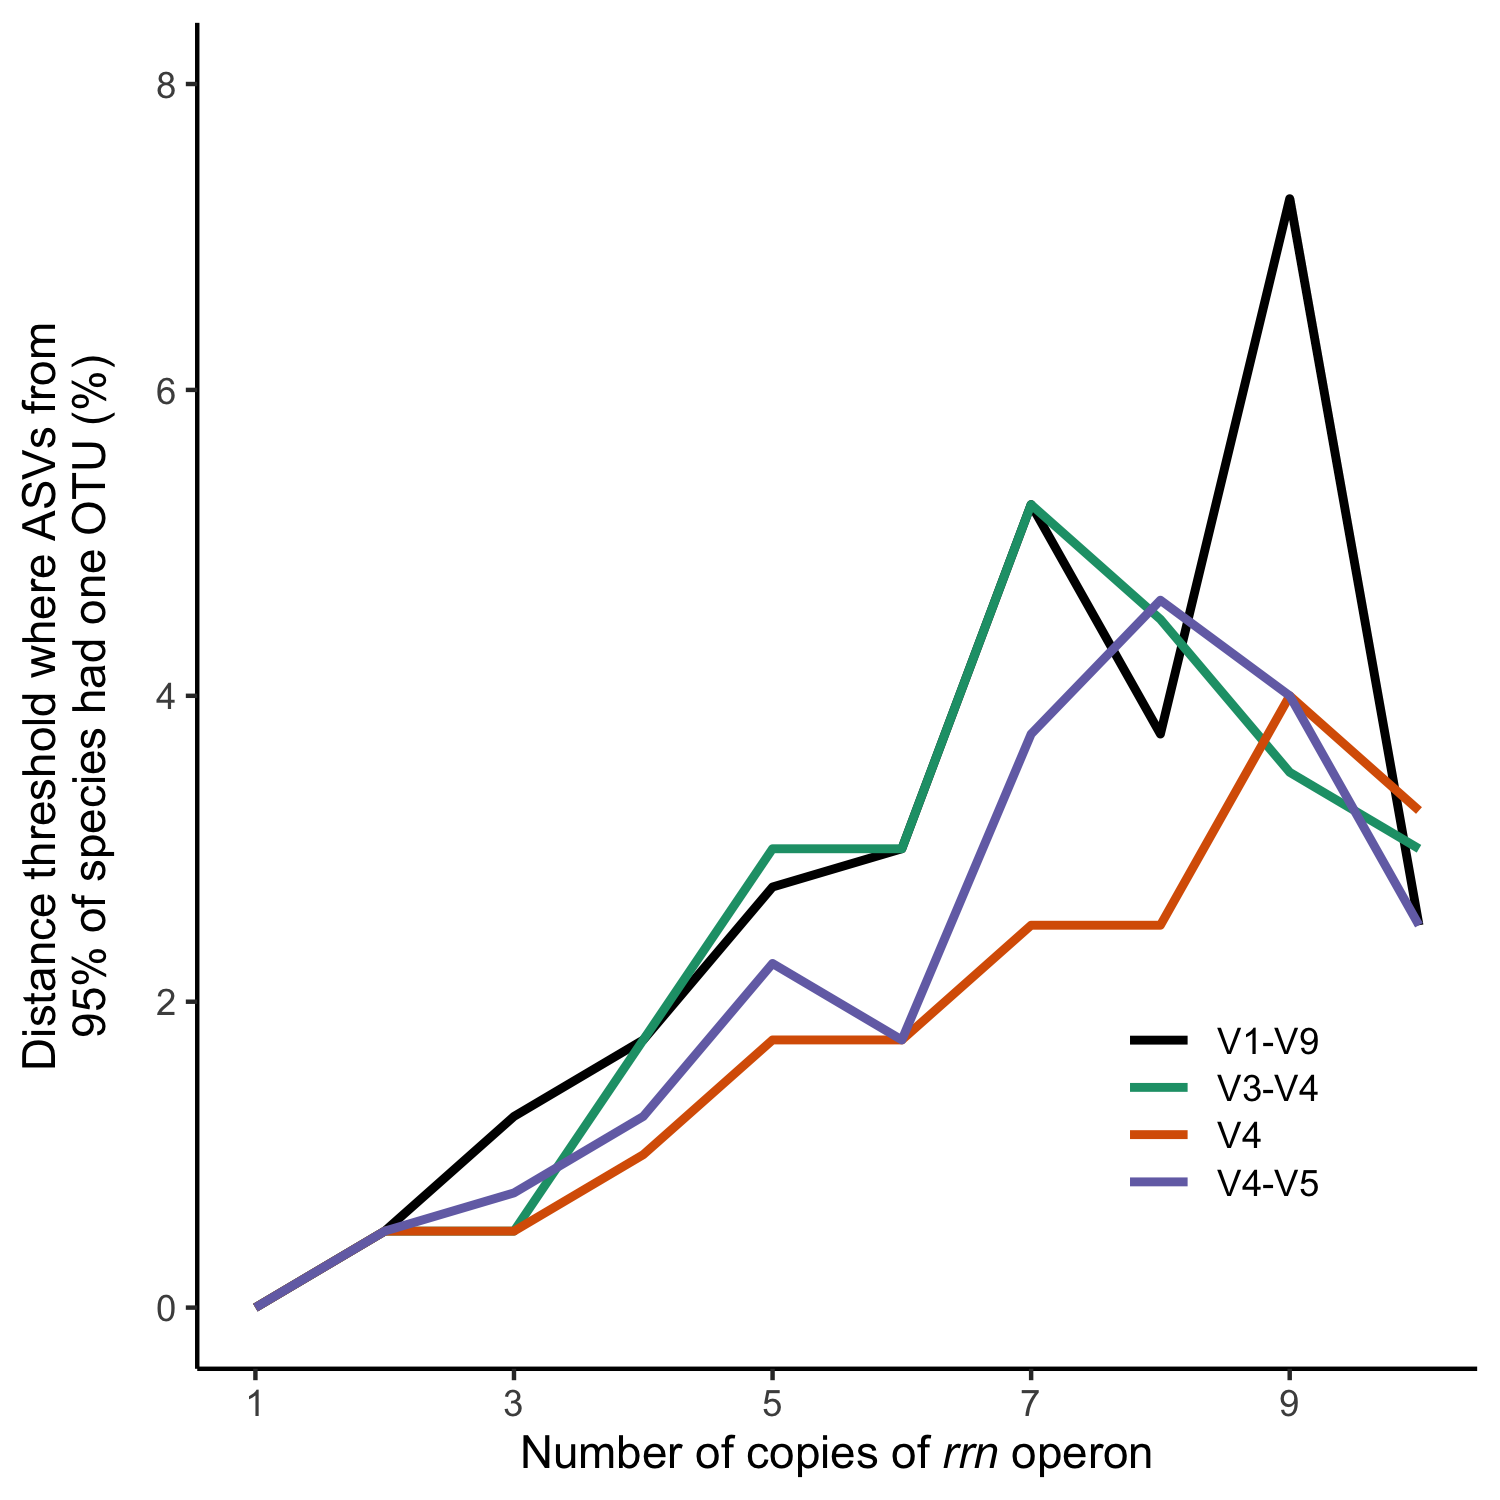 Distance threshold where ASVs from
95% of species had one OTU (%)
8
6
4
2
0
V1-V9
V3-V4
V4
V4-V5
1 3 5 7 9
Number of copies of rrn operon